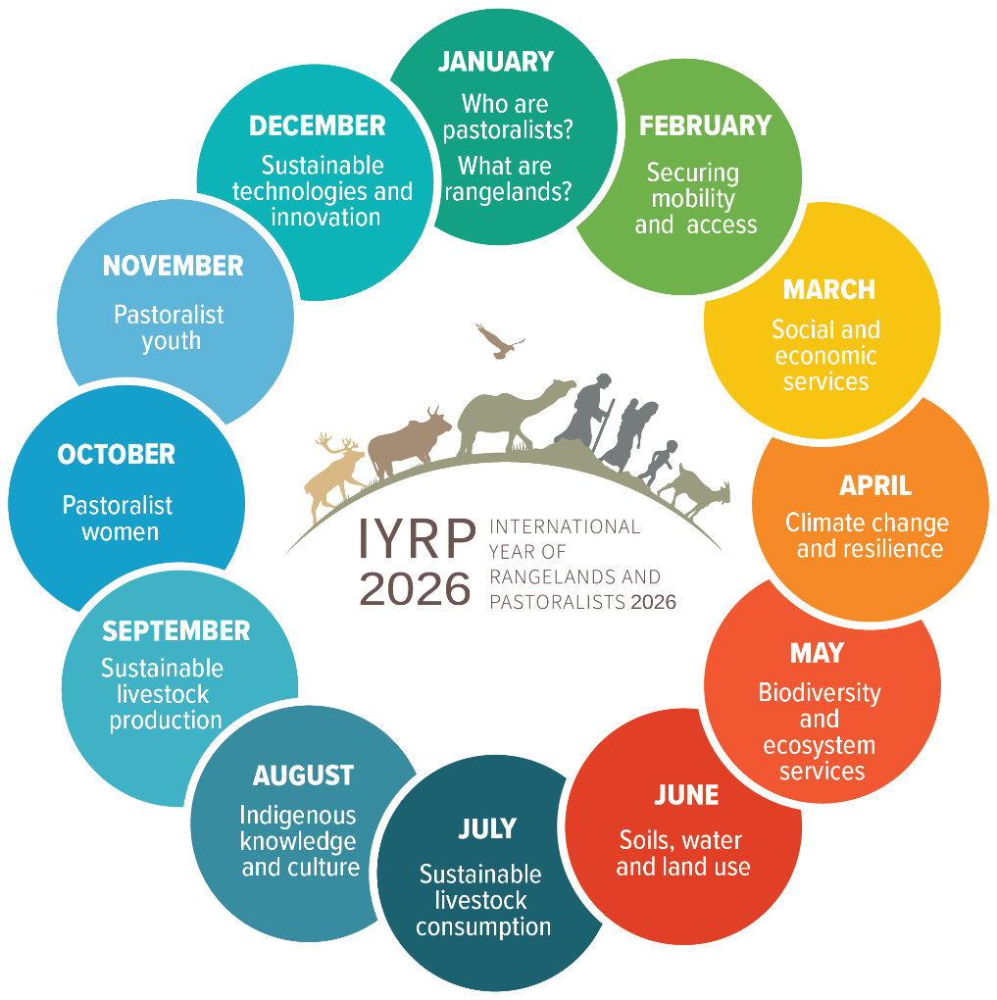 JANUARY
Who are
pastoralists?
What are
rangelands?
FEBRUARY
Securing
mobility
and access
MARCH
Social and
economic
services
APRIL
Climate change
and resilience
MAY
Biodiversity
and
ecosystem
services
JUNE
Soils, water
and land use
JULY
Sustainable
livestock
consumption
AUGUST
Indigenous
knowledge
and culture
SEPTEMBER
Sustainable
livestock
production
OCTOBER
Pastoralist
women
NOVEMBER
Pastoralist
youth
DECEMBER
Sustainable
technologies and
innovation
IYRP
2026
INTERNATIONAL
YEAR OF
RANGELANDS AND
PASTORALISTS 2026